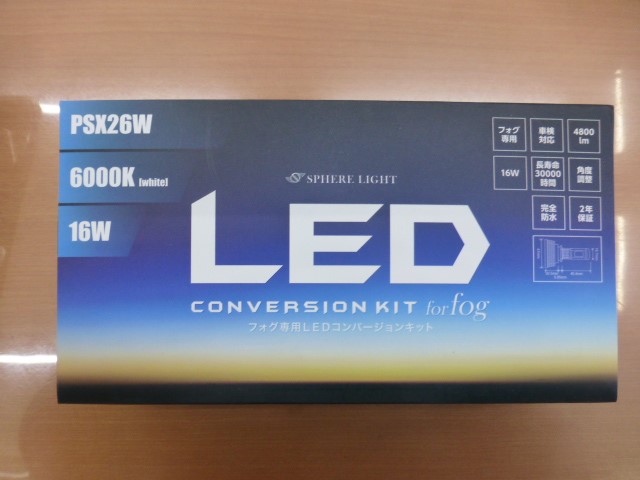 PSX26W
6000K [white]
16W
SPHERE LIGHT
LED
CONVERSION KIT for fog
フォグ専用LEDコンバージョンキット
フォグ
専用
車検
対応
4800
lm
16W
長寿命
30000
時間
角度
調整
完全
防水
2年
保証